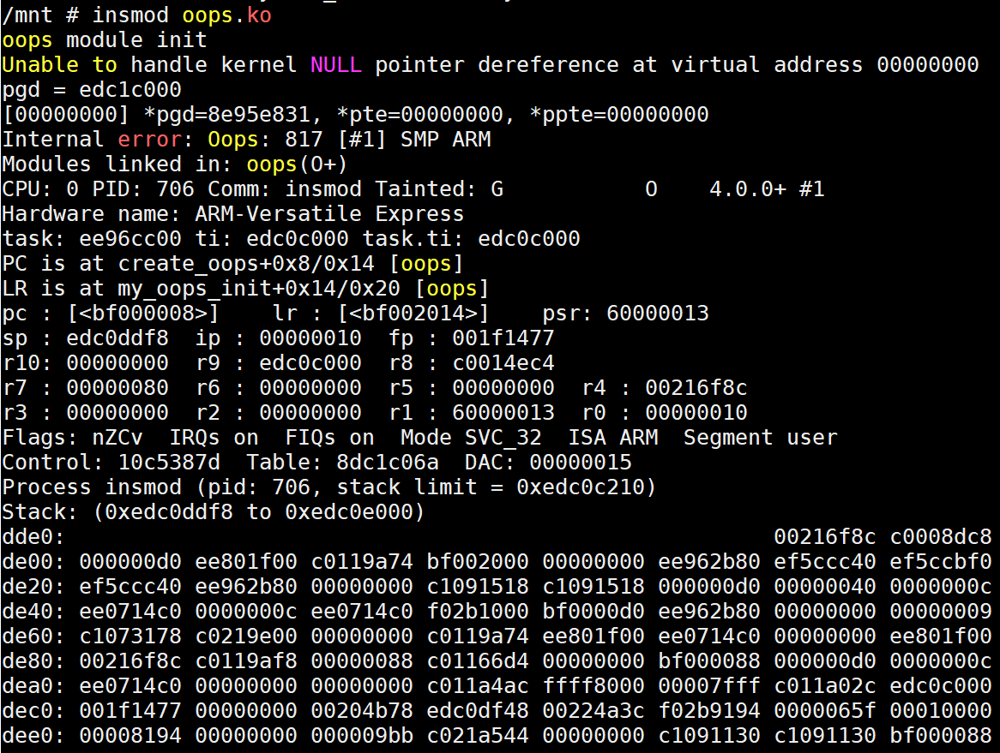 /mnt # insmod oops.ko
oops module init
Unable to handle kernel NULL pointer dereference at virtual address 00000000
pgd = edc1c000
[00000000] *pgd=8e95e831, *pte=00000000, *ppte=00000000
Internal error: Oops: 817 [#1] SMP ARM
Modules linked in: oops(O+)
CPU: 0 PID: 706 Comm: insmod Tainted: G           O    4.0.0+ #1
Hardware name: ARM-Versatile Express
task: ee96cc00 ti: edc0c000 task.ti: edc0c000
PC is at create_oops+0x8/0x14 [oops]
LR is at my_oops_init+0x14/0x20 [oops]
pc : [<bf000008>]    lr : [<bf002014>]    psr: 60000013
sp : edc0ddf8  ip : 00000010  fp : 001f1477
r10: 00000000  r9 : edc0c000  r8 : c0014ec4
r7 : 00000080  r6 : 00000000  r5 : 00000000  r4 : 00216f8c
r3 : 00000000  r2 : 00000000  r1 : 60000013  r0 : 00000010
Flags: nZCv  IRQs on  FIQs on  Mode SVC_32  ISA ARM  Segment user
Control: 10c5387d  Table: 8dc1c06a  DAC: 00000015
Process insmod (pid: 706, stack limit = 0xedc0c210)
Stack: (0xedc0ddf8 to 0xedc0e000)
dde0:                                                       00216f8c c0008dc8
de00: 000000d0 ee801f00 c0119a74 bf002000 00000000 ee962b80 ef5ccc40 ef5ccbf0
de20: ef5ccc40 ee962b80 00000000 c1091518 c1091518 000000d0 00000040 0000000c
de40: ee0714c0 0000000c ee0714c0 f02b1000 bf0000d0 ee962b80 00000000 00000009
de60: c1073178 c0219e00 00000000 c0119a74 ee801f00 ee0714c0 00000000 ee801f00
de80: 00216f8c c0119af8 00000088 c01166d4 00000000 bf000088 000000d0 0000000c
dea0: ee0714c0 00000000 00000000 c011a4ac ffff8000 00007fff c011a02c edc0c000
dec0: 001f1477 00000000 00204b78 edc0df48 00224a3c f02b9194 0000065f 00010000
dee0: 00008194 00000000 000009bb c021a544 00000000 c1091130 c1091130 bf000088